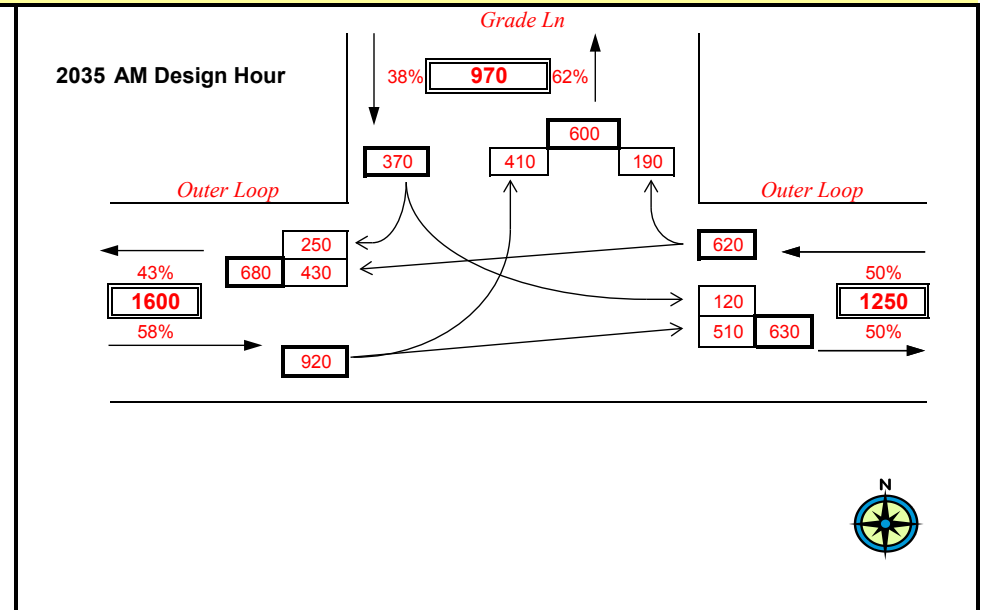 Grade Ln
2035 AM Design Hour
38% 970 62%
600
370 410 190
Outer Loop Outer Loop
250 620
680 430
43% 50%
1600 120 1250
58% 510 630 50%
920
N